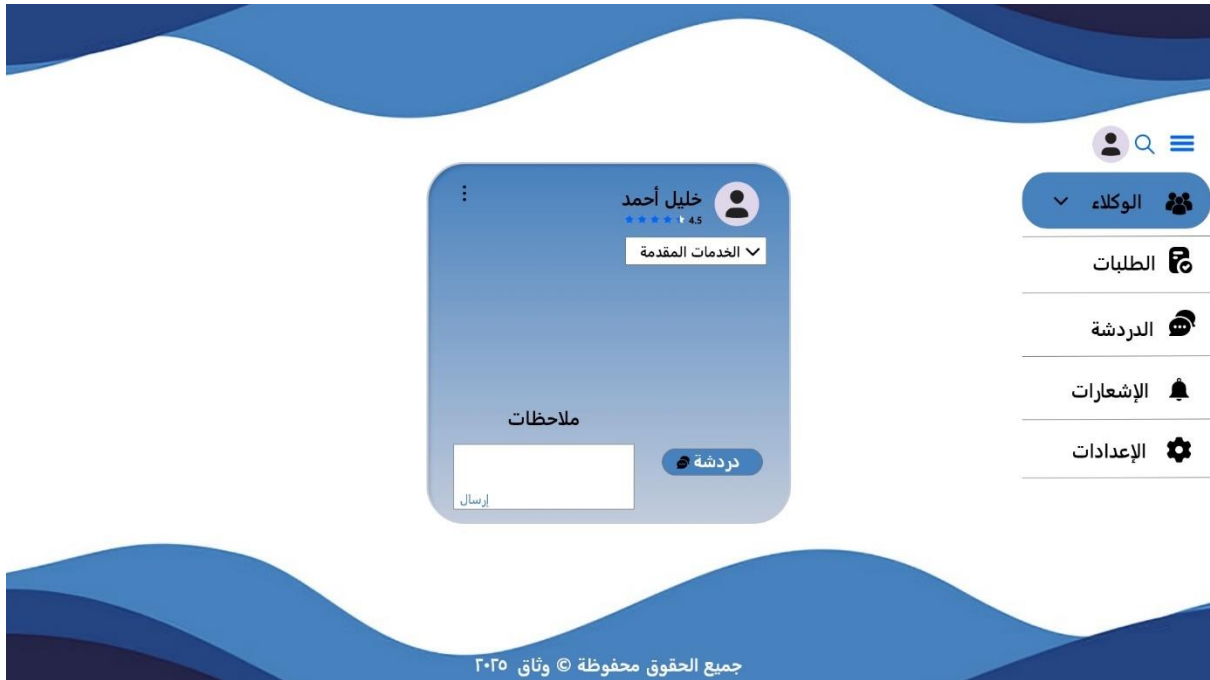 الوكلاء
الطلبات
الدردشة
الإشعارات
الإعدادات
خليل أحمد
4.5
الخدمات المقدمة
ملاحظات
دردشة
إرسال
جميع الحقوق محفوظة © وثاق ٢٠٢٥